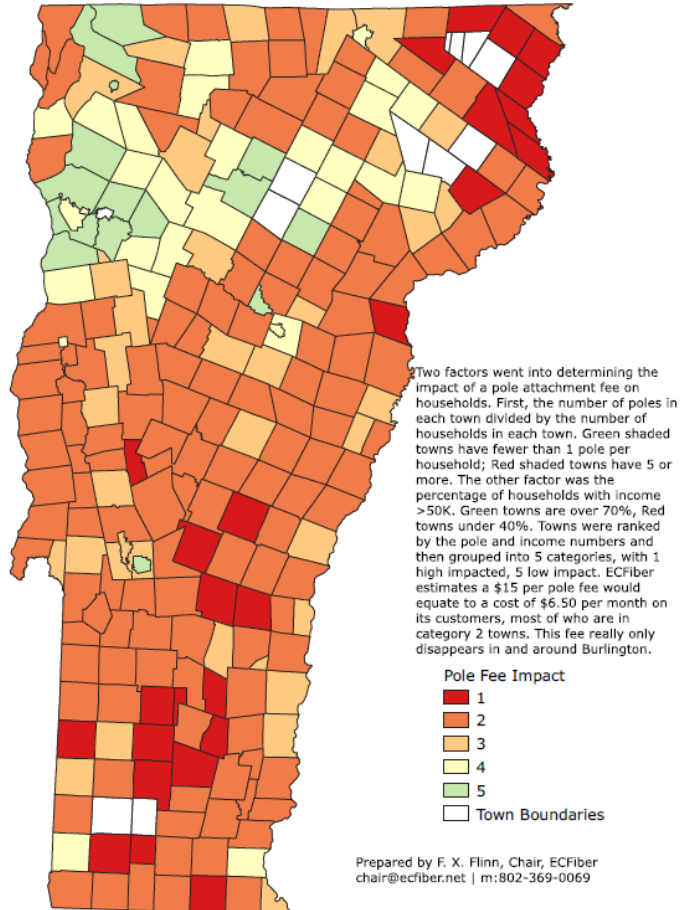 Two factors went into determining the
impact of a pole attachment fee on
households. First, the number of poles in
each town divided by the number of
households in each town. Green shaded
towns have fewer than 1 pole per
household; Red shaded towns have 5 or
more. The other factor was the
percentage of households with income
>50K. Green towns are over 70%, Red
towns under 40%. Towns were ranked
by the pole and income numbers and
then grouped into 5 categories, with 1
high impacted, 5 low impact. ECFiber
estimates a $15 per pole fee would
equate to a cost of $6.50 per month on
its customers, most of who are in
category 2 towns. This fee really only
disappears in and around Burlington.
Pole Fee Impact
1
2
3
4
5
Town Boundaries
Prepared by F. X. Flinn, Chair, ECFiber
chair@ecfiber.net | m:802-369-0069